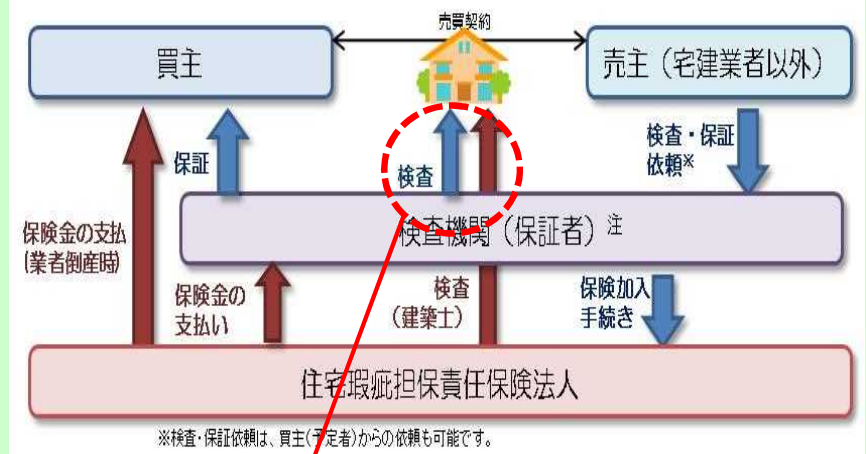 売買契約
買主
売主（宅建業者以外）
保証
検査
検査・保証
依頼※
保険金の支払
(業者倒産時)
検査機関（保証者）注
保険金の
支払い
検査
（建築士）
保険加入
手続き
住宅瑕疵担保責任保険法人
※検査・保証依頼は、買主(予定者)からの依頼も可能です。